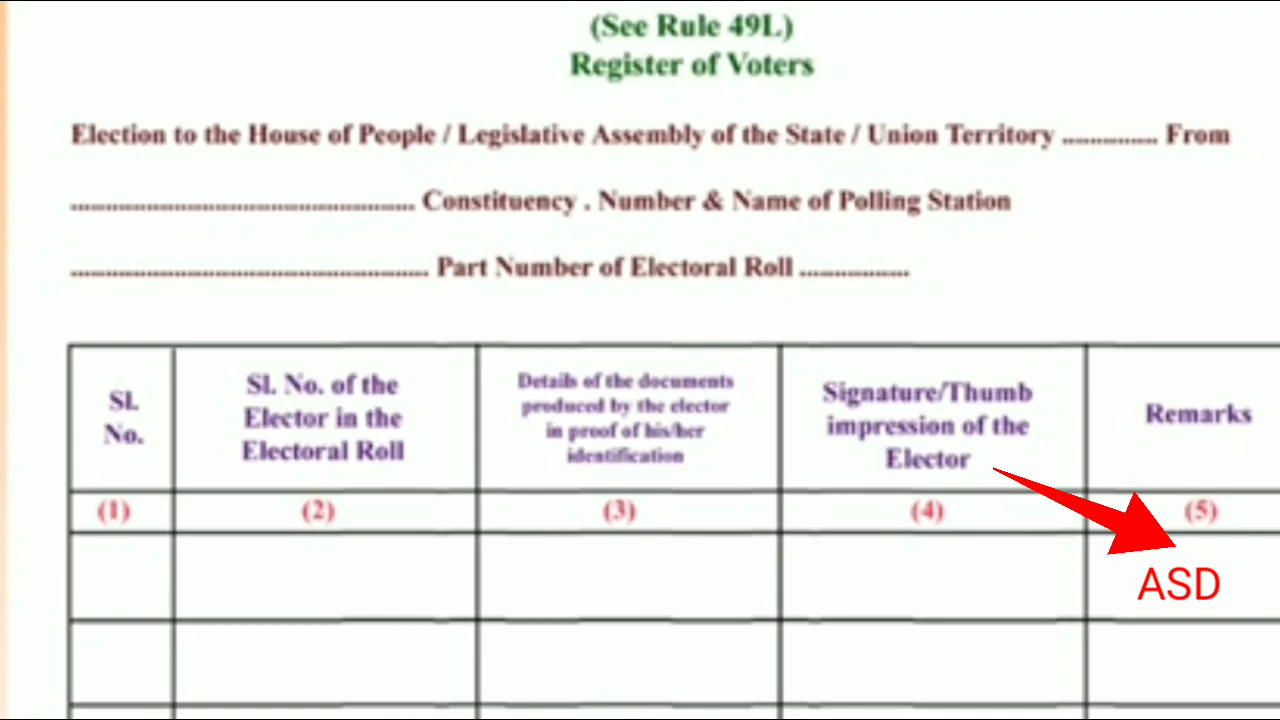 (See Rule 49L)
Register of Voters
Election to the House of People / Legislative Assembly of the State / Union Territory ................ From
......................................................... Constituency . Number & Name of Polling Station
........................................................... Part Number of Electoral Roll ..................
Sl. No.
Sl. No. of the
Elector in the
Electoral Roll
Details of the documents
produced by the elector
in proof of his/her
identification
Signature/Thumb
impression of the
Elector
Remarks
(1) (2) (3) (4) (5)
ASD